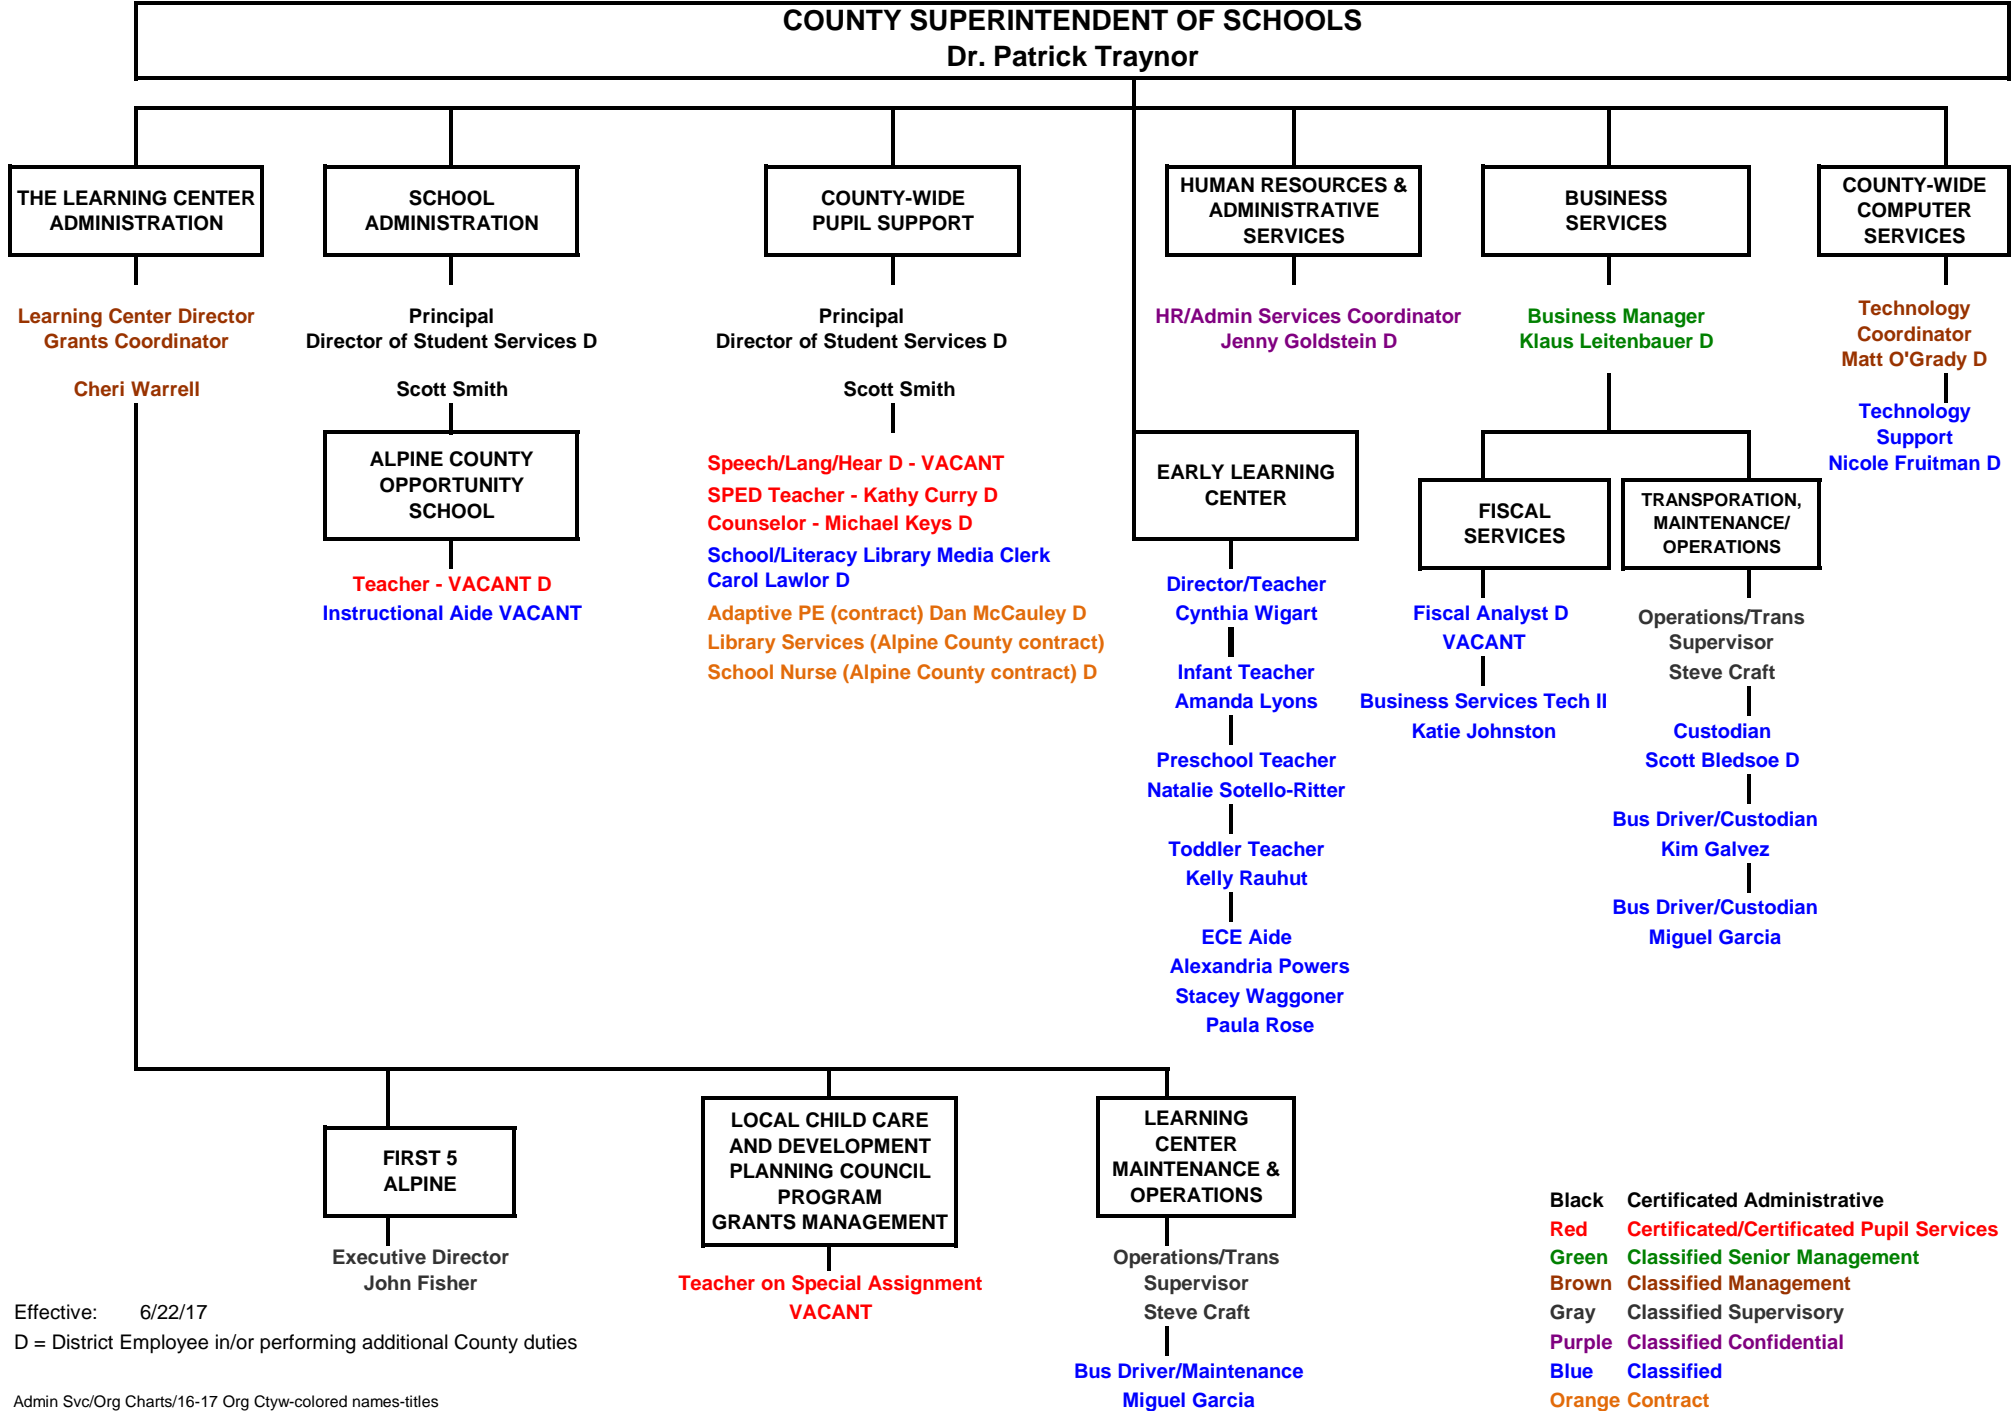 COUNTY SUPERINTENDENT OF SCHOOLS
Dr. Patrick Traynor
THE LEARNING CENTER
ADMINISTRATION
Learning Center Director
Grants Coordinator
Cheri Warrell
SCHOOL
ADMINISTRATION
Principal
Director of Student Services D
Scott Smith
ALPINE COUNTY
OPPORTUNITY
SCHOOL
Teacher - VACANT D
Instructional Aide VACANT
COUNTY-WIDE
PUPIL SUPPORT
Principal
Director of Student Services D
Scott Smith
Speech/Lang/Hear D - VACANT
SPED Teacher - Kathy Curry D
Counselor - Michael Keys D
School/Literacy Library Media Clerk
Carol Lawlor D
Adaptive PE (contract) Dan McCauley D
Library Services (Alpine County contract)
School Nurse (Alpine County contract) D
EARLY LEARNING
CENTER
Director/Teacher
Cynthia Wigart
Infant Teacher
Amanda Lyons
Preschool Teacher
Natalie Sotello-Ritter
Toddler Teacher
Kelly Rauhut
ECE Aide
Alexandria Powers
Stacey Waggoner
Paula Rose
HUMAN RESOURCES &
ADMINISTRATIVE
SERVICES
HR/Admin Services Coordinator
Jenny Goldstein D
BUSINESS
SERVICES
Business Manager
Klaus Leitenbauer D
FISCAL
SERVICES
Fiscal Analyst D
VACANT
Business Services Tech II
Katie Johnston
TRANSPORATION,
MAINTENANCE/
OPERATIONS
Operations/Trans
Supervisor
Steve Craft
Custodian
Scott Bledsoe D
Bus Driver/Custodian
Kim Galvez
Bus Driver/Custodian
Miguel Garcia
COUNTY-WIDE
COMPUTER
SERVICES
Technology
Coordinator
Matt O'Grady D
Technology
Support
Nicole Fruitman D
FIRST 5
ALPINE
Executive Director
John Fisher
LOCAL CHILD CARE
AND DEVELOPMENT
PLANNING COUNCIL
PROGRAM
GRANTS MANAGEMENT
Teacher on Special Assignment
VACANT
LEARNING
CENTER
MAINTENANCE &
OPERATIONS
Operations/Trans
Supervisor
Steve Craft
Bus Driver/Maintenance
Miguel Garcia
Black Certificated Administrative
Red Certificated/Certificated Pupil Services
Green Classified Senior Management
Brown Classified Management
Gray Classified Supervisory
Purple Classified Confidential
Blue Classified
Orange Contract
Effective: 6/22/17
D = District Employee in/or performing additional County duties
Admin Svc/Org Charts/16-17 Org Ctyw-colored names-titles